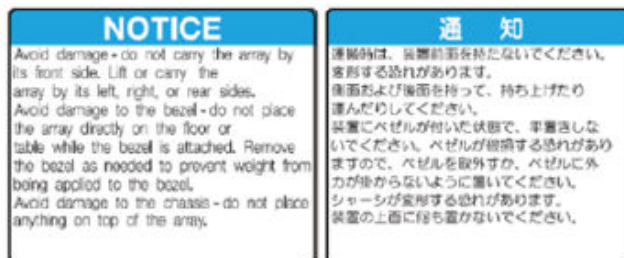 NOTICE
Avoid damage - do not carry the array by
its front side. Lift or carry the
array by its left, right, or rear sides.
Avoid damage to the bezel - do not place
the array directly on the floor or
table while the bezel is attached. Remove
the bezel as needed to prevent weight from
being applied to the bezel.
Avoid damage to the chassis - do not place
anything on top of the array.
通 知
運搬時は、装置前面を持たないでください。
変形する恐れがあります。
側面および後面を持って、持ち上げたり
運んだりしてください。
装置にベゼルが付いた状態で、平置きしな
いでください。ベゼルが破損する恐れがあり
ますので、ベゼルを取外すか、ベゼルに外
力が掛からないように置いてください。
シャーシが変形する恐れがあります。
装置の上面に何も置かないでください。